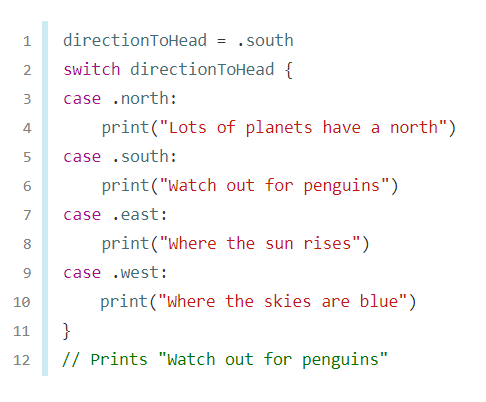 1 directionToHead = .south
2 switch directionToHead {
3 case .north:
4     print("Lots of planets have a north")
5 case .south:
6     print("Watch out for penguins")
7 case .east:
8     print("Where the sun rises")
9 case .west:
10     print("Where the skies are blue")
11 }
12 // Prints "Watch out for penguins"